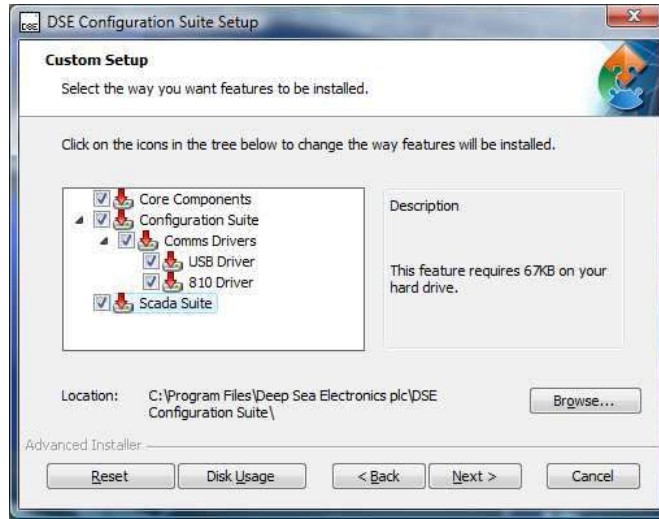 DSE Configuration Suite Setup
Custom Setup
Select the way you want features to be installed.
Click on the icons in the tree below to change the way features will be installed.
Core Components
Configuration Suite
Comms Drivers
USB Driver
810 Driver
Scada Suite
Description
This feature requires 67KB on your
hard drive.
Location: C:\Program Files\Deep Sea Electronics plc\DSE
Configuration Suite\
Browse...
Advanced Installer
Reset Disk Usage < Back Next > Cancel